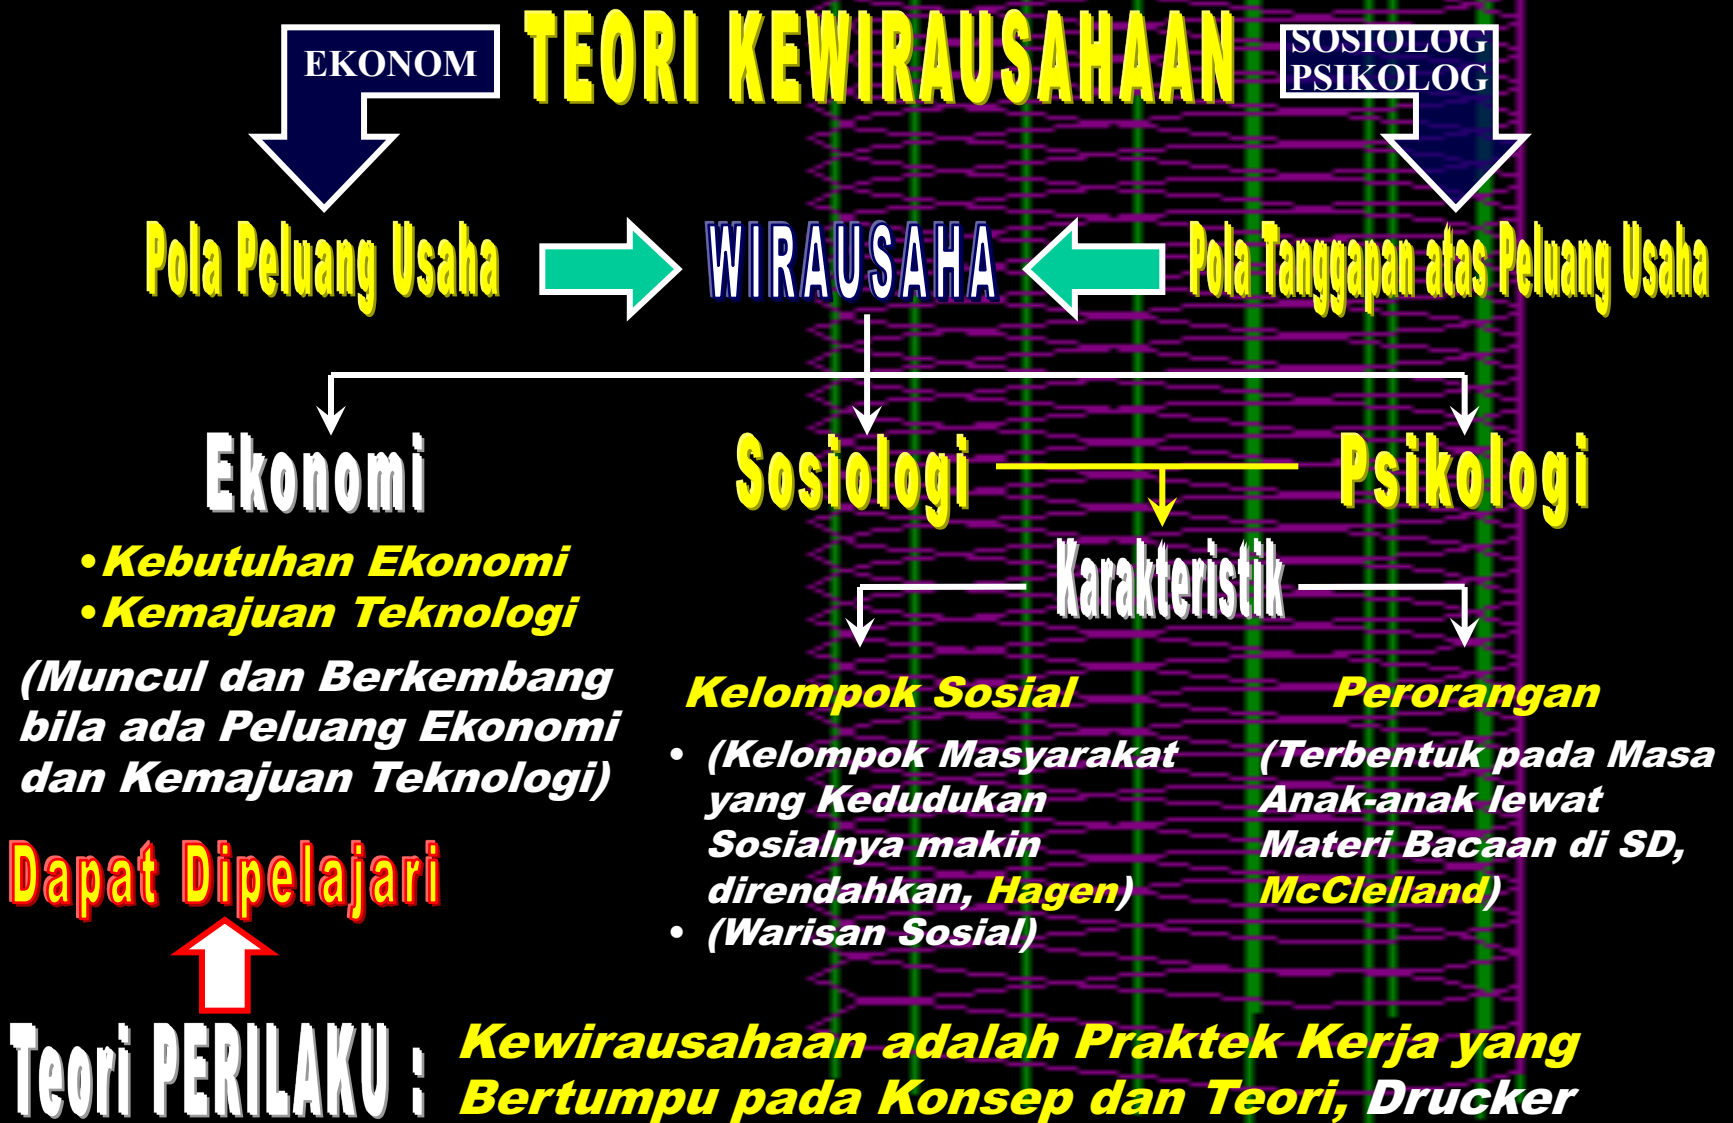 TEORI KEWIRAUSAHAAN
EKONOM
SOSIOLOG
PSIKOLOG
Pola Peluang Usaha
WIRAUSAHA
Pola Tanggapan atas Peluang Usaha
Ekonomi
Sosiologi
Psikologi
•Kebutuhan Ekonomi
•Kemajuan Teknologi
(Muncul dan Berkembang
bila ada Peluang Ekonomi
dan Kemajuan Teknologi)
Karakteristik
Kelompok Sosial
• (Kelompok Masyarakat
yang Kedudukan
Sosialnya makin
direndahkan, Hagen)
• (Warisan Sosial)
Perorangan
(Terbentuk pada Masa
Anak-anak lewat
Materi Bacaan di SD,
McClelland)
Dapat Dipelajari
Teori PERILAKU :
Kewirausahaan adalah Praktek Kerja yang
Bertumpu pada Konsep dan Teori, Drucker